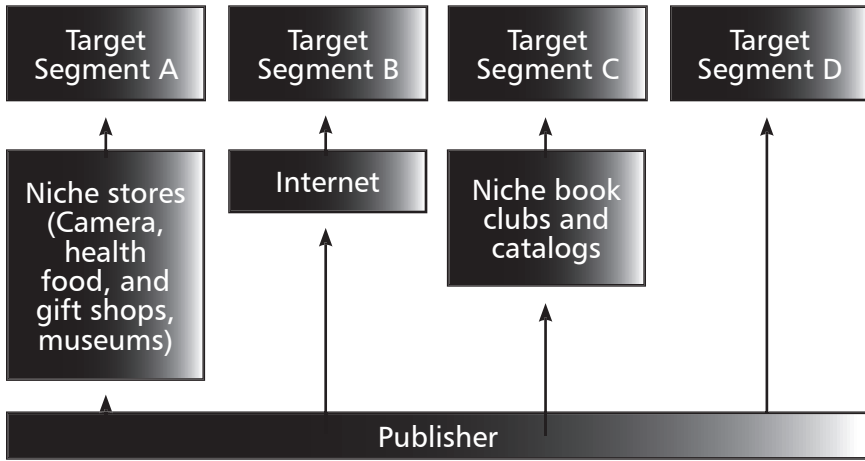 Target
Segment A
Target
Segment B
Target
Segment C
Target
Segment D
Niche stores
(Camera,
health
food, and
gift shops,
museums)
Internet
Niche book
clubs and
catalogs
Publisher